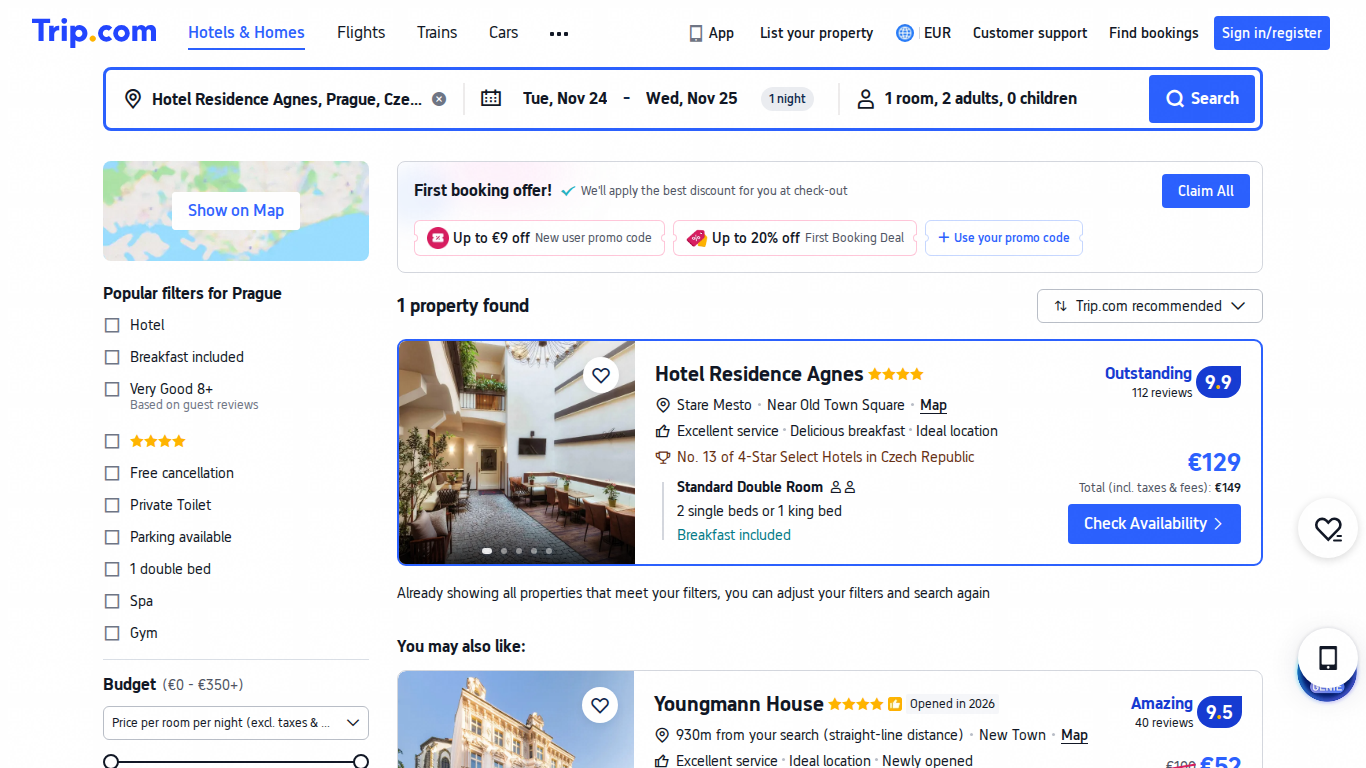 Trip.com
Hotels & Homes
Flights
Trains
Cars
App
List your property
EUR
Customer support
Find bookings
Sign in/register
Hotel Residence Agnes, Prague, Cze...
Tue, Nov 24 - Wed, Nov 25
1 night
1 room, 2 adults, 0 children
Search
Show on Map
Popular filters for Prague
Hotel
Breakfast included
Very Good 8+
Based on guest reviews
Free cancellation
Private Toilet
Parking available
1 double bed
Spa
Gym
Budget (€0 - €350+)
Price per room per night (excl. taxes & ...
First booking offer!
We'll apply the best discount for you at check-out
Claim All
Up to €9 off New user promo code
Up to 20% off First Booking Deal
+ Use your promo code
1 property found
Trip.com recommended
Hotel Residence Agnes
Outstanding
112 reviews
9.9
Stare Mesto · Near Old Town Square · Map
Excellent service · Delicious breakfast · Ideal location
No. 13 of 4-Star Select Hotels in Czech Republic
Standard Double Room
2 single beds or 1 king bed
Breakfast included
€129
Total (incl. taxes & fees): €149
Check Availability
Already showing all properties that meet your filters, you can adjust your filters and search again
You may also like:
Youngmann House
Opened in 2026
Amazing
40 reviews
9.5
930m from your search (straight-line distance) · New Town · Map
Excellent service · Ideal location · Newly opened
€52
GENIE